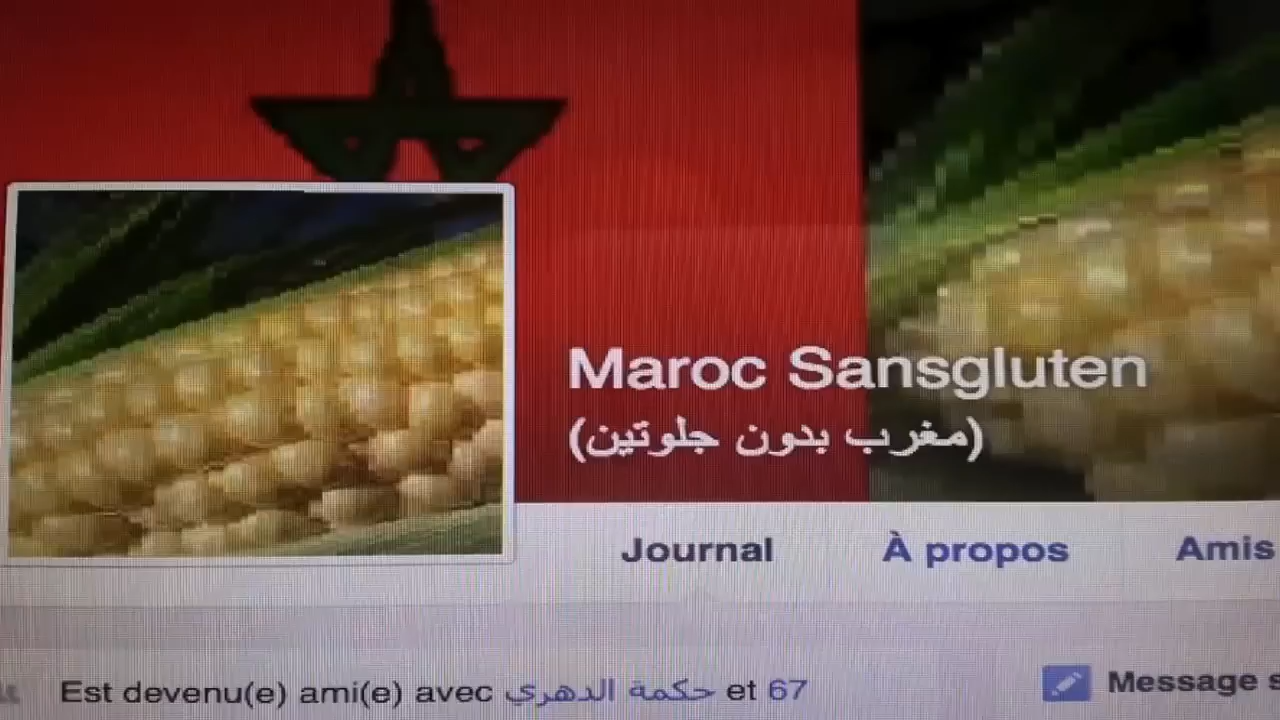 Maroc Sansgluten
(مغرب بدون جلوتين)
Journal À propos Amis
Est devenu(e) ami(e) avec حكمة الدهري et 67
Message